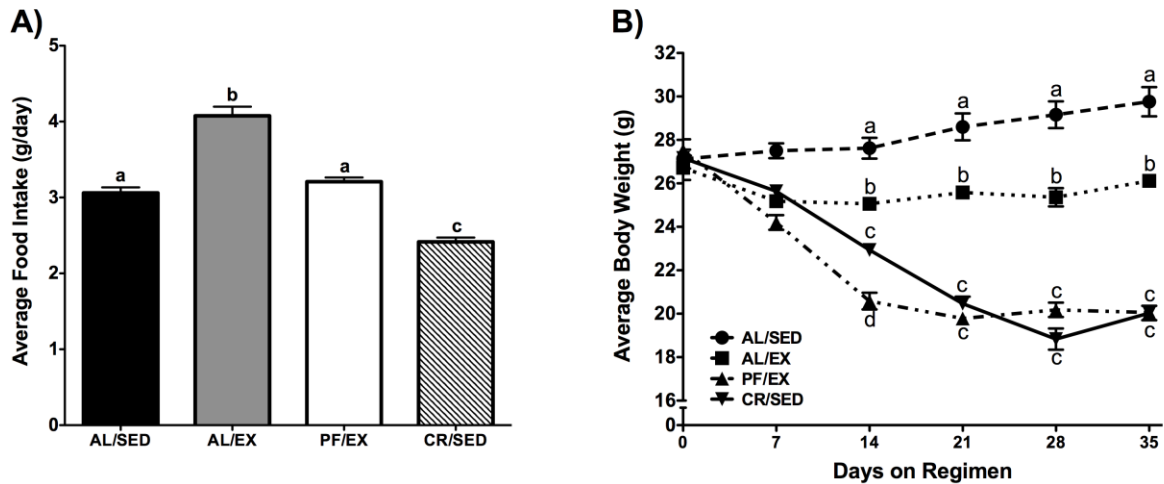 A)
Average Food Intake (g/day)
5
4
3
2
1
0
a
b
a
c
AL/SED
AL/EX
PF/EX
CR/SED
B)
Average Body Weight (g)
32
30
28
26
24
22
20
18
16
0
a
a
a
a
b
b
b
b
c
c
c
c
d
c
c
c
AL/SED
AL/EX
PF/EX
CR/SED
0
7
14
21
28
35
Days on Regimen